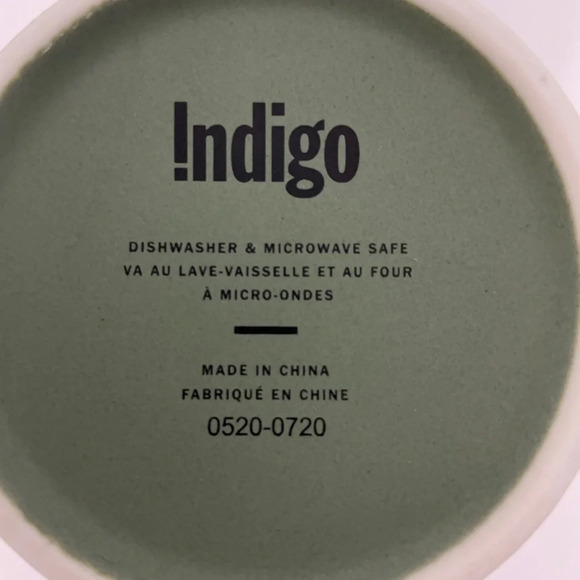 Indigo
DISHWASHER & MICROWAVE SAFE
VA AU LAVE-VAISSELLE ET AU FOUR
À MICRO-ONDES
MADE IN CHINA
FABRIQUÉ EN CHINE
0520-0720